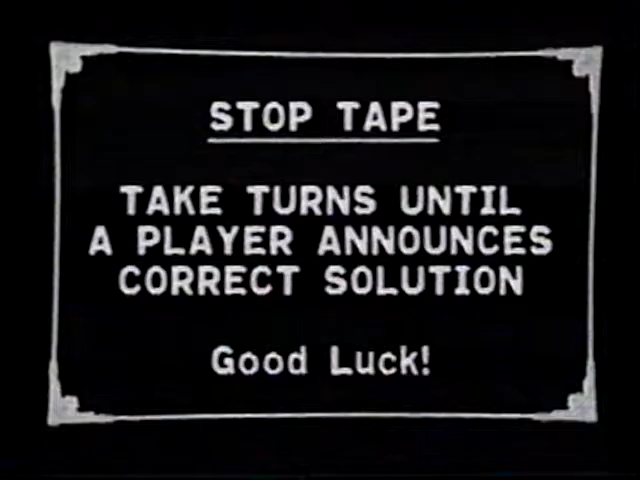 STOP TAPE
TAKE TURNS UNTIL
A PLAYER ANNOUNCES
CORRECT SOLUTION
Good Luck!